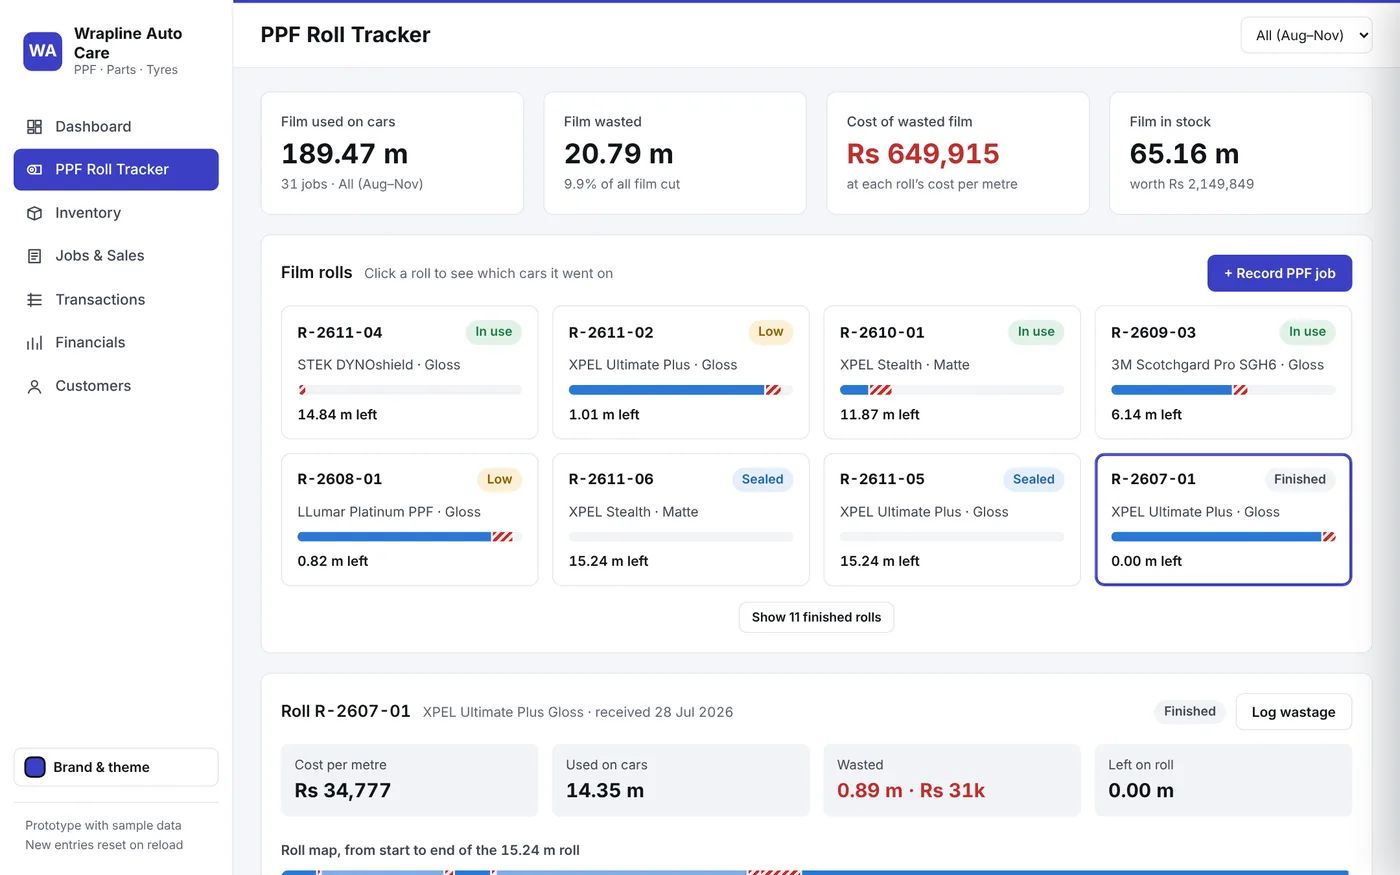 WA
Wrapline Auto
Care
PPF · Parts · Tyres
Dashboard
PPF Roll Tracker
Inventory
Jobs & Sales
Transactions
Financials
Customers
Brand & theme
Prototype with sample data
New entries reset on reload
PPF Roll Tracker
All (Aug–Nov)
Film used on cars
189.47 m
31 jobs · All (Aug–Nov)
Film wasted
20.79 m
9.9% of all film cut
Cost of wasted film
Rs 649,915
at each roll’s cost per metre
Film in stock
65.16 m
worth Rs 2,149,849
Film rolls Click a roll to see which cars it went on
+ Record PPF job
R-2611-04 In use
STEK DYNOshield · Gloss
14.84 m left
R-2611-02 Low
XPEL Ultimate Plus · Gloss
1.01 m left
R-2610-01 In use
XPEL Stealth · Matte
11.87 m left
R-2609-03 In use
3M Scotchgard Pro SGH6 · Gloss
6.14 m left
R-2608-01 Low
LLumar Platinum PPF · Gloss
0.82 m left
R-2611-06 Sealed
XPEL Stealth · Matte
15.24 m left
R-2611-05 Sealed
XPEL Ultimate Plus · Gloss
15.24 m left
R-2607-01 Finished
XPEL Ultimate Plus · Gloss
0.00 m left
Show 11 finished rolls
Roll R-2607-01 XPEL Ultimate Plus Gloss · received 28 Jul 2026
Finished
Log wastage
Cost per metre
Rs 34,777
Used on cars
14.35 m
Wasted
0.89 m · Rs 31k
Left on roll
0.00 m
Roll map, from start to end of the 15.24 m roll